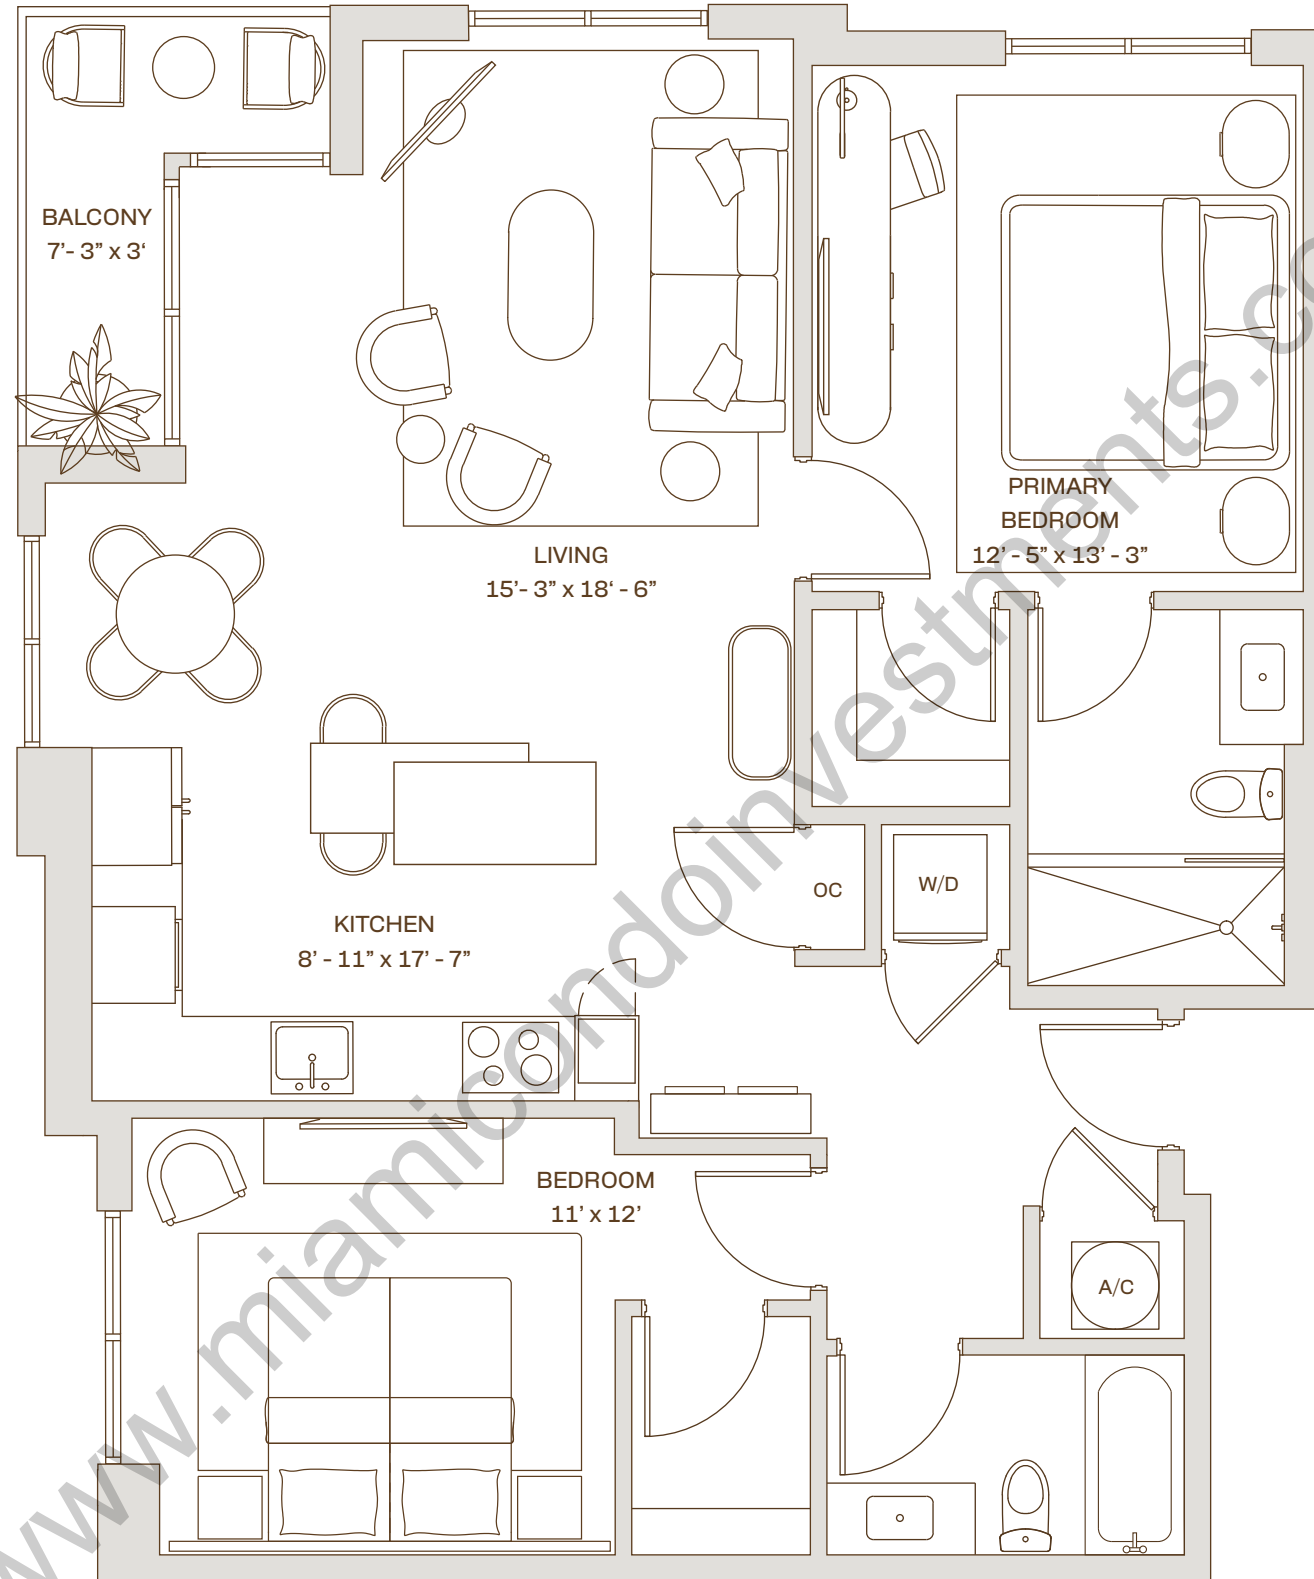 BALCONY
7'- 3” x 3‘
PRIMARY
BEDROOM
12’ - 5” x 13’ - 3”
LIVING
15’- 3” x 18‘ - 6”
OC
W/D
KITCHEN
8’ - 11” x 17’ - 7”
BEDROOM
11’ x 12’
A/C
www.miamicondoinvestments.co